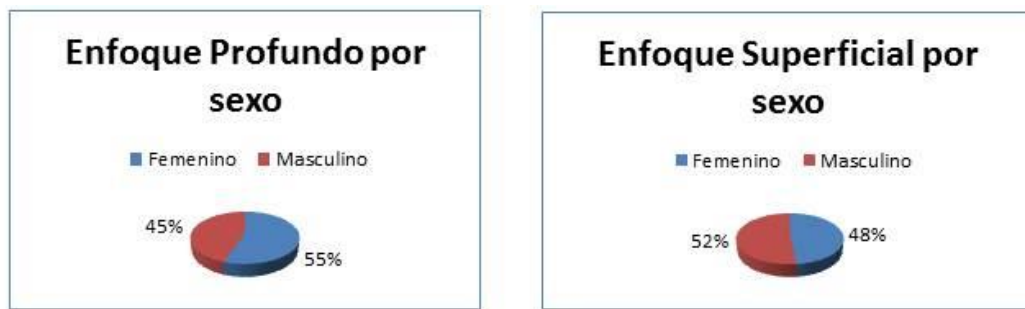 Enfoque Profundo por
sexo
Femenino Masculino
45%
55%
Enfoque Superficial por
sexo
Femenino Masculino
52%
48%